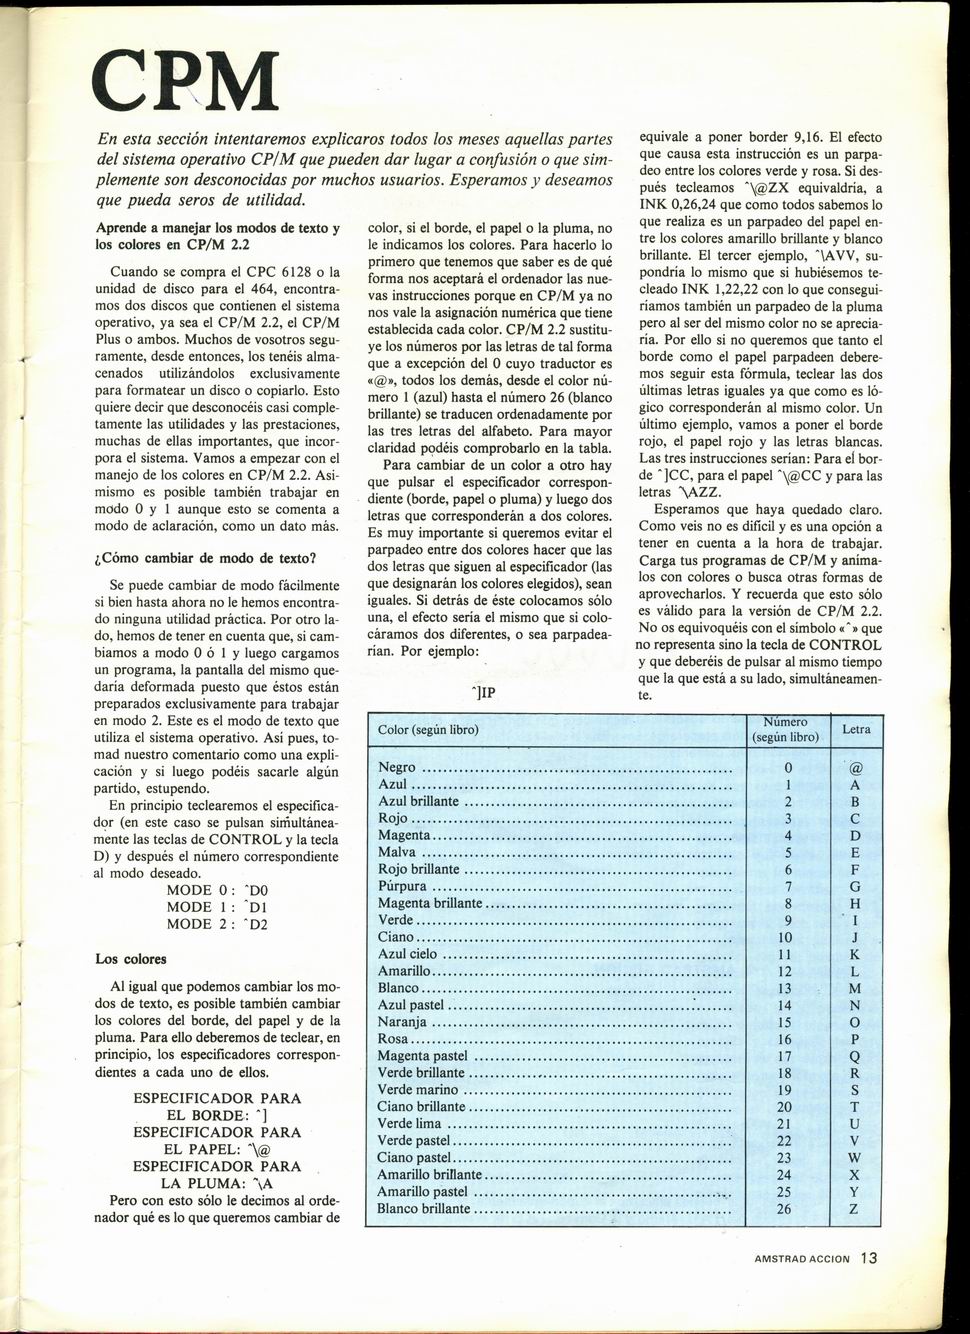 CPM
En esta sección intentaremos explicaros todos los meses aquellas partes
del sistema operativo CP/M que pueden dar lugar a confusión o que sim-
plemente son desconocidas por muchos usuarios. Esperamos y deseamos
que pueda seros de utilidad.
Aprende a manejar los modos de texto y
los colores en CP/M 2.2
Cuando se compra el CPC 6128 o la
unidad de disco para el 464, encontra-
mos dos discos que contienen el sistema
operativo, ya sea el CP/M 2.2, el CP/M
Plus o ambos. Muchos de vosotros segu-
ramente, desde entonces, los tenéis alma-
cenados utilizándolos exclusivamente
para formatear un disco o copiarlo. Esto
quiere decir que desconocéis casi comple-
tamente las utilidades y las prestaciones,
muchas de ellas importantes, que incor-
pora el sistema. Vamos a empezar con el
manejo de los colores en CP/M 2.2. Asi-
mismo es posible también trabajar en
modo 0 y 1 aunque esto se comenta a
modo de aclaración, como un dato más.
¿Cómo cambiar de modo de texto?
Se puede cambiar de modo fácilmente
si bien hasta ahora no le hemos encontra-
do ninguna utilidad práctica. Por otro la-
do, hemos de tener en cuenta que, si cam-
biamos a modo 0 ó 1 y luego cargamos
un programa, la pantalla del mismo que-
daría deformada puesto que éstos están
preparados exclusivamente para trabajar
en modo 2. Este es el modo de texto que
utiliza el sistema operativo. Así pues, to-
mad nuestro comentario como una expli-
cación y si luego podéis sacarle algún
partido, estupendo.
En principio teclearemos el especifica-
dor (en este caso se pulsan simultánea-
mente las teclas de CONTROL y la tecla
D) y después el número correspondiente
al modo deseado.
MODE 0 : ^D0
MODE 1 : ^D1
MODE 2 : ^D2
Los colores
Al igual que podemos cambiar los mo-
dos de texto, es posible también cambiar
los colores del borde, del papel y de la
pluma. Para ello deberemos de teclear, en
principio, los especificadores correspon-
dientes a cada uno de ellos.
ESPECIFICADOR PARA
EL BORDE: ^]
ESPECIFICADOR PARA
EL PAPEL: ^\@
ESPECIFICADOR PARA
LA PLUMA: ^\A
Pero con esto sólo le decimos al orde-
nador qué es lo que queremos cambiar de
color, si el borde, el papel o la pluma, no
le indicamos los colores. Para hacerlo lo
primero que tenemos que saber es de qué
forma nos aceptará el ordenador las nue-
vas instrucciones porque en CP/M ya no
nos vale la asignación numérica que tiene
establecida cada color. CP/M 2.2 sustitu-
ye los números por las letras de tal forma
que a excepción del 0 cuyo traductor es
«@», todos los demás, desde el color nú-
mero 1 (azul) hasta el número 26 (blanco
brillante) se traducen ordenadamente por
las tres letras del alfabeto. Para mayor
claridad podéis comprobarlo en la tabla.
Para cambiar de un color a otro hay
que pulsar el especificador correspon-
diente (borde, papel o pluma) y luego dos
letras que corresponderán a dos colores.
Es muy importante si queremos evitar el
parpadeo entre dos colores hacer que las
dos letras que siguen al especificador (las
que designarán los colores elegidos), sean
iguales. Si detrás de éste colocamos sólo
una, el efecto sería el mismo que si colo-
cáramos dos diferentes, o sea parpadea-
rían. Por ejemplo:
^]IP
equivale a poner border 9,16. El efecto
que causa esta instrucción es un parpa-
deo entre los colores verde y rosa. Si des-
pués tecleamos ^\@ZX equivaldría, a
INK 0,26,24 que como todos sabemos lo
que realiza es un parpadeo del papel en-
tre los colores amarillo brillante y blanco
brillante. El tercer ejemplo, ^\AVV, su-
pondría lo mismo que si hubiésemos te-
cleado INK 1,22,22 con lo que consegui-
ríamos también un parpadeo de la pluma
pero al ser del mismo color no se aprecia-
ría. Por ello si no queremos que tanto el
borde como el papel parpadeen debere-
mos seguir esta fórmula, teclear las dos
últimas letras iguales ya que como es ló-
gico corresponderán al mismo color. Un
último ejemplo, vamos a poner el borde
rojo, el papel rojo y las letras blancas.
Las tres instrucciones serían: Para el bor-
de ^]CC, para el papel ^\@CC y para las
letras ^\AZZ.
Esperamos que haya quedado claro.
Como veis no es difícil y es una opción a
tener en cuenta a la hora de trabajar.
Carga tus programas de CP/M y aníma-
los con colores o busca otras formas de
aprovecharlos. Y recuerda que esto sólo
es válido para la versión de CP/M 2.2.
No os equivoquéis con el símbolo «^» que
no representa sino la tecla de CONTROL
y que deberéis de pulsar al mismo tiempo
que la que está a su lado, simultáneamen-
te.
Color (según libro) Número (según libro) Letra
Negro 0 @
Azul 1 A
Azul brillante 2 B
Rojo 3 C
Magenta 4 D
Malva 5 E
Rojo brillante 6 F
Púrpura 7 G
Magenta brillante 8 H
Verde 9 I
Ciano 10 J
Azul cielo 11 K
Amarillo 12 L
Blanco 13 M
Azul pastel 14 N
Naranja 15 O
Rosa 16 P
Magenta pastel 17 Q
Verde brillante 18 R
Verde marino 19 S
Ciano brillante 20 T
Verde lima 21 U
Verde pastel 22 V
Ciano pastel 23 W
Amarillo brillante 24 X
Amarillo pastel 25 Y
Blanco brillante 26 Z
AMSTRAD ACCION 13